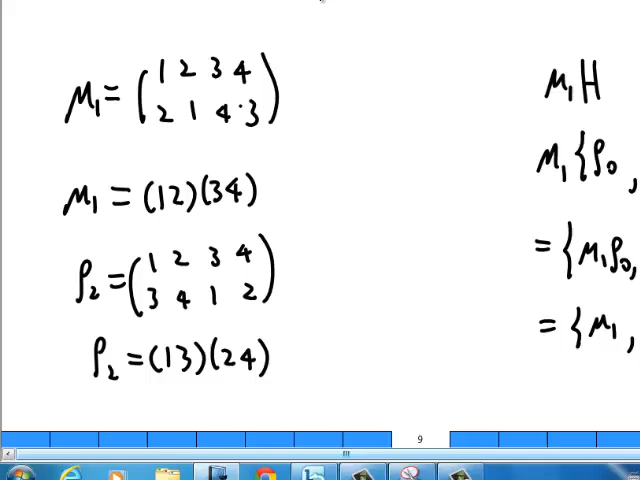 μ₁ = ( 1 2 3 4
2 1 4 3 )
μ₁ = (12)(34)
ρ₂ = ( 1 2 3 4
3 4 1 2 )
ρ₂ = (13)(24)
μ₁H
μ₁{ρ₀,
= {μ₁ρ₀,
= {μ₁,
9